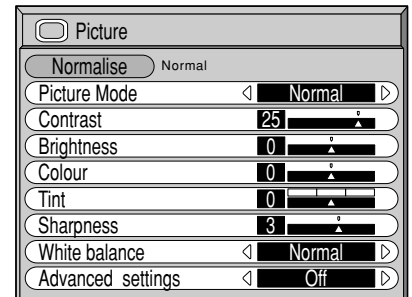 Picture
Normalise Normal
Picture Mode Normal
Contrast 25
Brightness 0
Colour 0
Tint 0
Sharpness 3
White balance Normal
Advanced settings Off